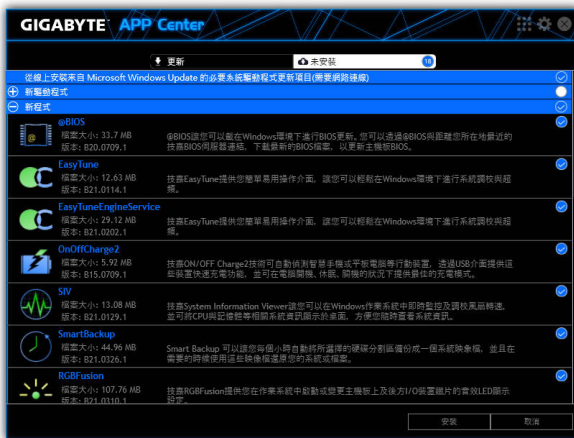 GIGABYTE APP Center
更新
未安裝 18
從線上安裝來自 Microsoft Windows Update 的必要系統驅動程式更新項目(需要網路連線)
新驅動程式
新程式
@BIOS
檔案大小: 33.7 MB
版本: B20.0709.1
@BIOS讓您可以載在Windows環境下進行BIOS更新。您可以透過@BIOS與距離您所在地最近的
技嘉BIOS伺服器連結，下載最新的BIOS檔案，以更新主機板BIOS。
EasyTune
檔案大小: 12.63 MB
版本: B21.0114.1
技嘉EasyTune提供您簡單易用操作介面，讓您可以輕鬆在Windows環境下進行系統調校與超
頻。
EasyTuneEngineService
檔案大小: 29.12 MB
版本: B21.0202.1
技嘉EasyTune提供您簡單易用操作介面，讓您可以輕鬆在Windows環境下進行系統調校與超
頻。
OnOffCharge2
檔案大小: 5.92 MB
版本: B15.0709.1
技嘉ON/OFF Charge2技術可自動偵測智慧手機或平板電腦等行動裝置，透過USB介面提供這
些裝置快速充電功能，並可在電腦開機、休眠、關機的狀況下提供最佳的充電模式。
SIV
檔案大小: 13.08 MB
版本: B21.0129.1
技嘉System Information Viewer讓您可以在Windows作業系統中即時監控及調校風扇轉速，
並可將CPU與記憶體等相關系統資訊顯示於桌面，方便您隨時查看系統資訊。
SmartBackup
檔案大小: 44.96 MB
版本: B21.0326.1
Smart Backup 可以讓您每個小時自動將所選擇的硬碟分割區備份成一個系統映象檔，並且在
需要的時候使用這些映像檔還原您的系統或檔案。
RGBFusion
檔案大小: 107.76 MB
版本: B21.0310.1
技嘉RGBFusion提供您在作業系統中啟動或變更主機板上及後方I/O裝置鐵片的音效LED顯示
設定。
安裝
取消